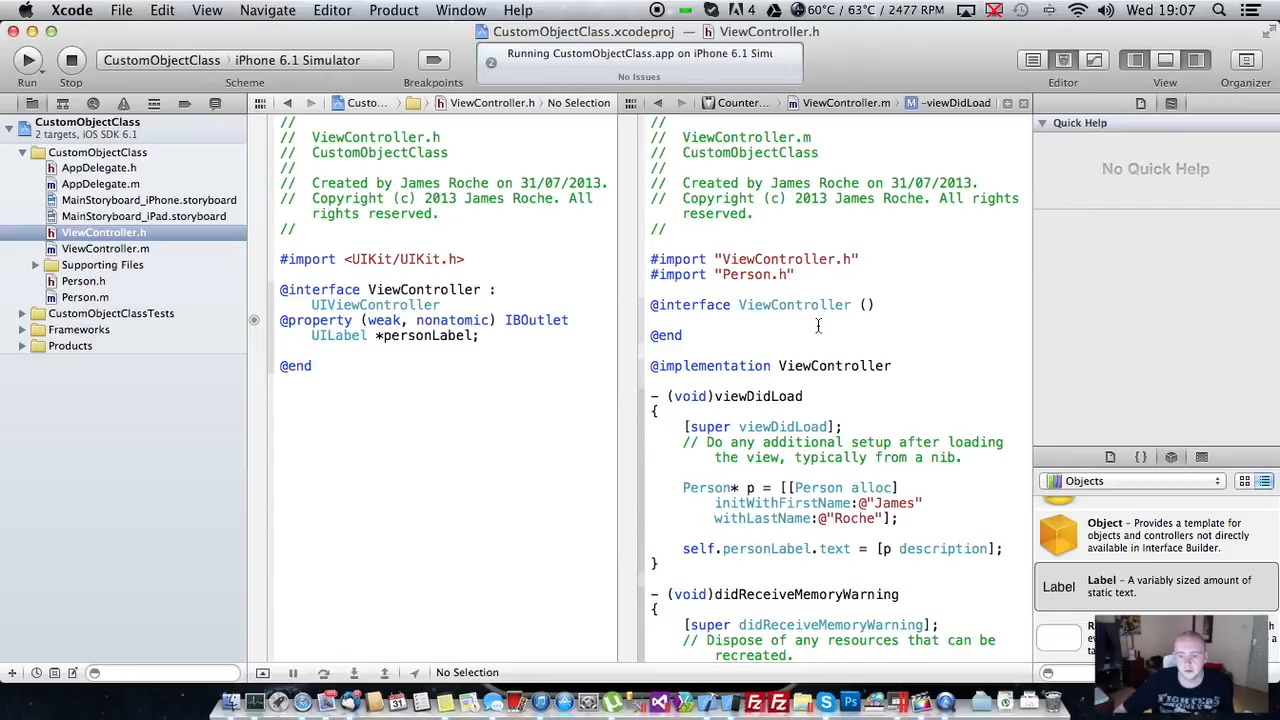 Xcode File Edit View Navigate Editor Product Window Help 4 60°C / 63°C / 2477 RPM Wed 19:07
CustomObjectClass.xcodeproj — ViewController.h
CustomObjectClass iPhone 6.1 Simulator
Running CustomObjectClass.app on iPhone 6.1 Simu
2
No Issues
Run Stop Scheme Breakpoints Editor View Organizer
Custo... ViewController.h No Selection
Counter... ViewController.m -viewDidLoad
CustomObjectClass
2 targets, iOS SDK 6.1
CustomObjectClass
AppDelegate.h
AppDelegate.m
MainStoryboard_iPhone.storyboard
MainStoryboard_iPad.storyboard
ViewController.h
ViewController.m
Supporting Files
Person.h
Person.m
CustomObjectClassTests
Frameworks
Products
//
// ViewController.h
// CustomObjectClass
//
// Created by James Roche on 31/07/2013.
// Copyright (c) 2013 James Roche. All
rights reserved.
//
#import <UIKit/UIKit.h>
@interface ViewController :
UIViewController
@property (weak, nonatomic) IBOutlet
UILabel *personLabel;
@end
//
// ViewController.m
// CustomObjectClass
//
// Created by James Roche on 31/07/2013.
// Copyright (c) 2013 James Roche. All rights
reserved.
//
#import "ViewController.h"
#import "Person.h"
@interface ViewController ()
@end
@implementation ViewController
- (void)viewDidLoad
{
[super viewDidLoad];
// Do any additional setup after loading
the view, typically from a nib.
Person* p = [[Person alloc]
initWithFirstName:@"James"
withLastName:@"Roche"];
self.personLabel.text = [p description];
}
- (void)didReceiveMemoryWarning
{
[super didReceiveMemoryWarning];
// Dispose of any resources that can be
recreated.
Quick Help
No Quick Help
Objects
Object – Provides a template for
objects and controllers not directly
available in Interface Builder.
Label
Label – A variably sized amount of
static text.
No Selection